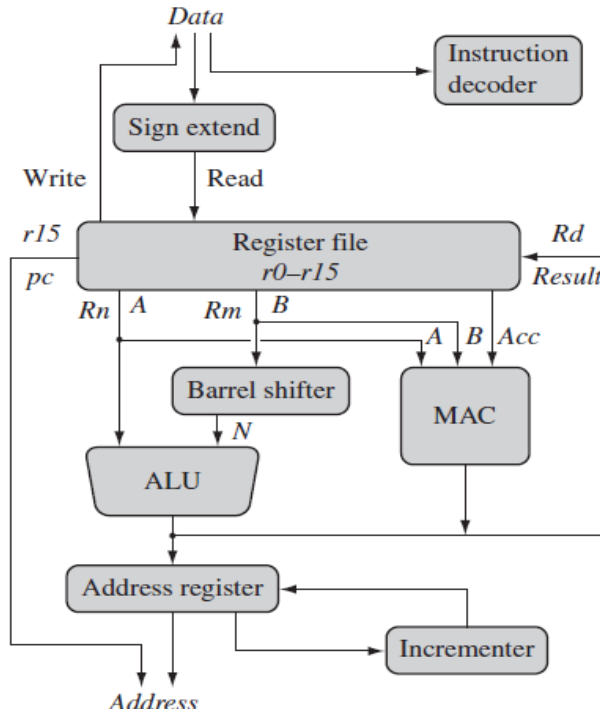 Data
Instruction
decoder
Sign extend
Write
Read
r15
pc
Register file
r0–r15
Rd
Result
Rn
A
Rm
B
A
B
Acc
Barrel shifter
MAC
N
ALU
Address register
Incrementer
Address